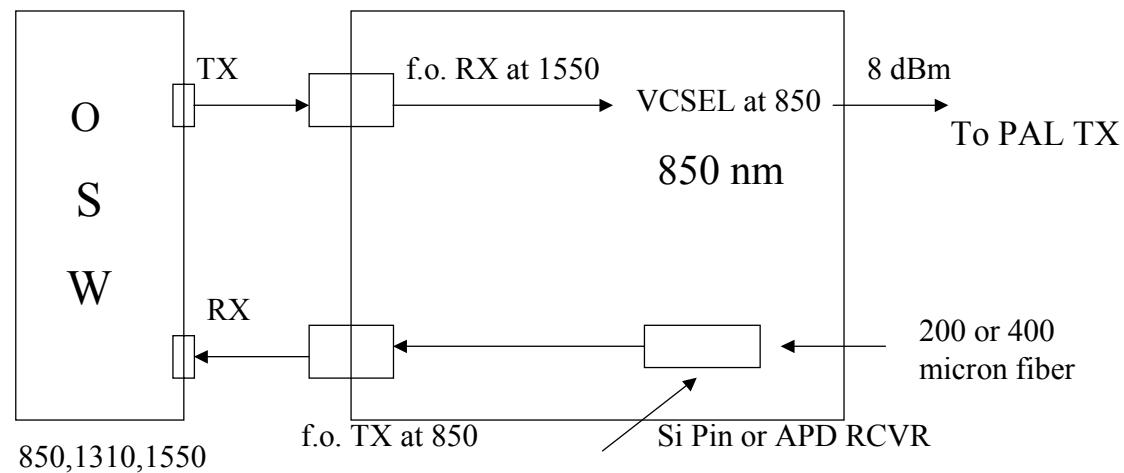 TX
f.o. RX at 1550
8 dBm
O
VCSEL at 850
To PAL TX
850 nm
S
W
RX
200 or 400
micron fiber
f.o. TX at 850
Si Pin or APD RCVR
850,1310,1550